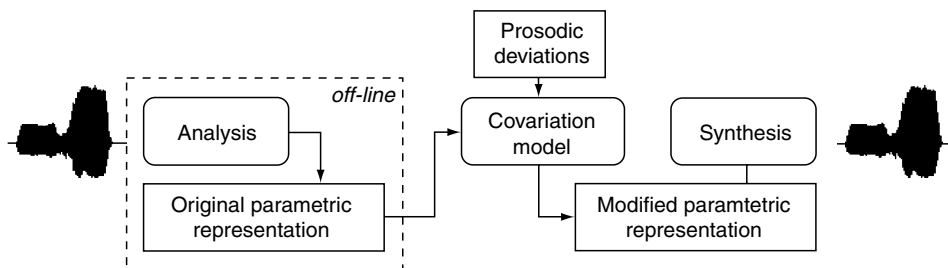 Prosodic
deviations
off-line
Analysis
Covariation
model
Synthesis
Original parametric
representation
Modified paramtetric
representation